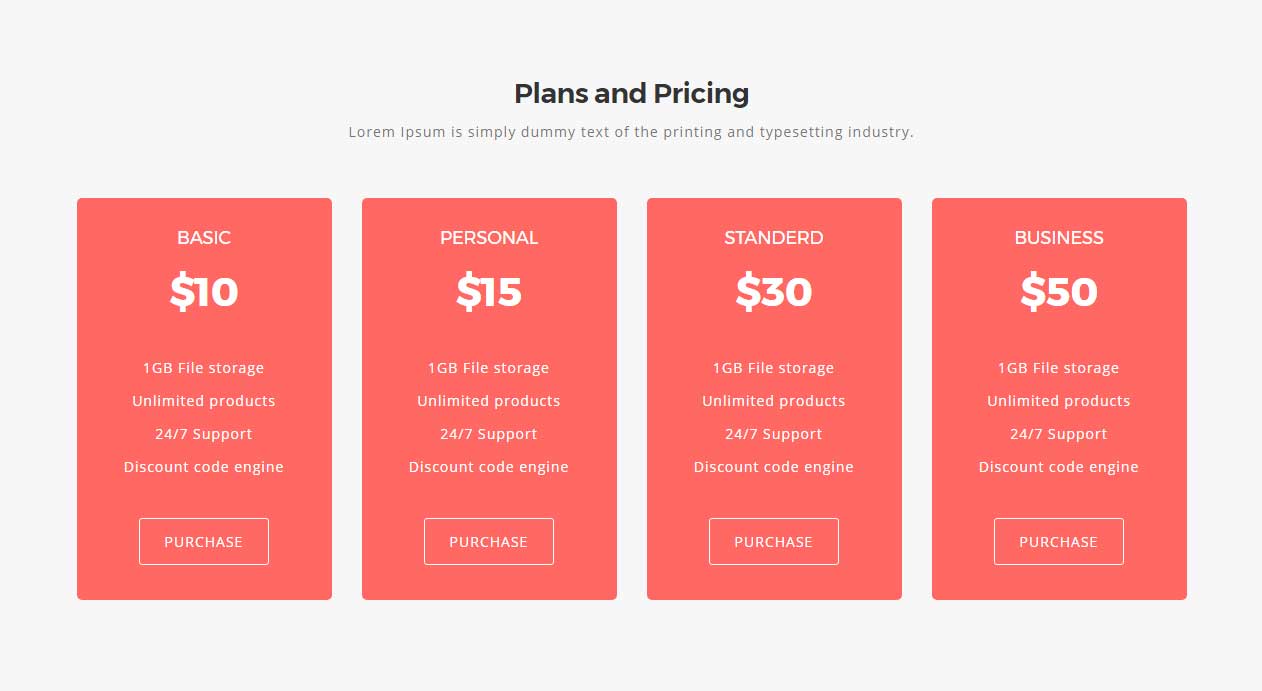 Plans and Pricing
Lorem Ipsum is simply dummy text of the printing and typesetting industry.
BASIC
$10
1GB File storage
Unlimited products
24/7 Support
Discount code engine
PURCHASE
PERSONAL
$15
1GB File storage
Unlimited products
24/7 Support
Discount code engine
PURCHASE
STANDERD
$30
1GB File storage
Unlimited products
24/7 Support
Discount code engine
PURCHASE
BUSINESS
$50
1GB File storage
Unlimited products
24/7 Support
Discount code engine
PURCHASE